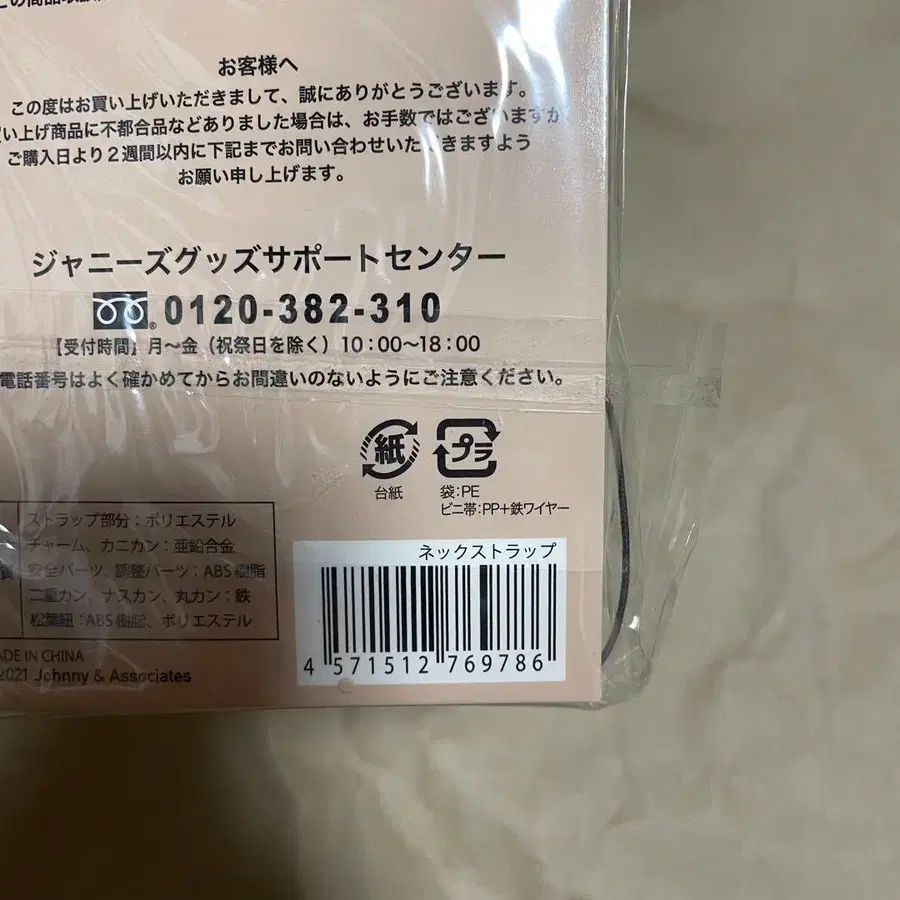 この商品取扱
お客様へ
この度はお買い上げいただきまして、誠にありがとうございます。
い上げ商品に不都合品などありました場合は、お手数ではございますが
ご購入日より2週間以内に下記までお問い合わせいただきますよう
お願い申し上げます。
ジャニーズグッズサポートセンター
0120-382-310
【受付時間】月〜金（祝祭日を除く）10：00〜18：00
電話番号はよく確かめてからお間違いのないようにご注意ください。
紙
プラ
台紙
袋：PE
ビニ帯：PP＋鉄ワイヤー
ストラップ部分：ポリエステル
チャーム、カニカン：亜鉛合金
質
安全パーツ、調整パーツ：ABS樹脂
二重カン、ナスカン、丸カン：鉄
松葉紐：ABS樹脂、ポリエステル
ADE IN CHINA
2021 Johnny & Associates
ネックストラップ
4 571512 769786